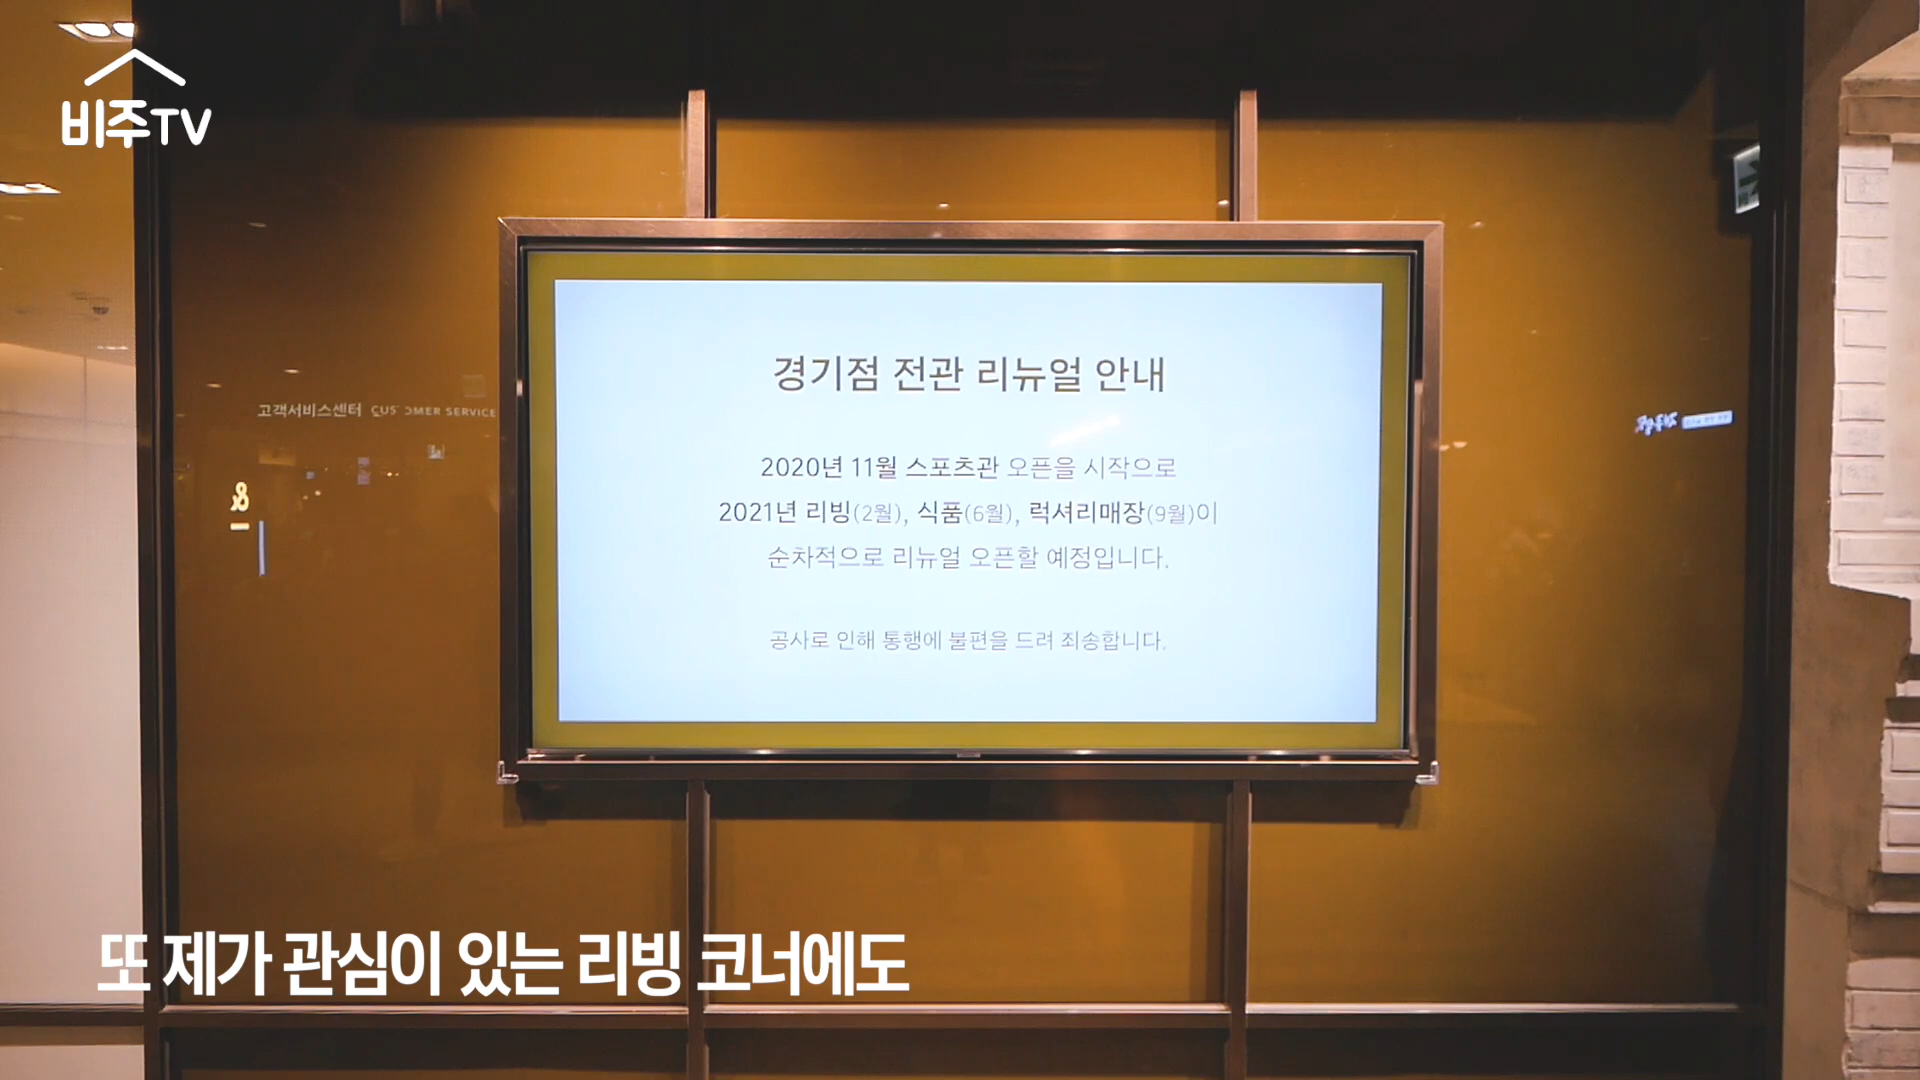 비주TV
경기점 전관 리뉴얼 안내
2020년 11월 스포츠관 오픈을 시작으로
2021년 리빙(2월), 식품(6월), 럭셔리매장(9월)이
순차적으로 리뉴얼 오픈할 예정입니다.
공사로 인해 통행에 불편을 드려 죄송합니다.
고객서비스센터 CUSTOMER SERVICE
&
또 제가 관심이 있는 리빙 코너에도